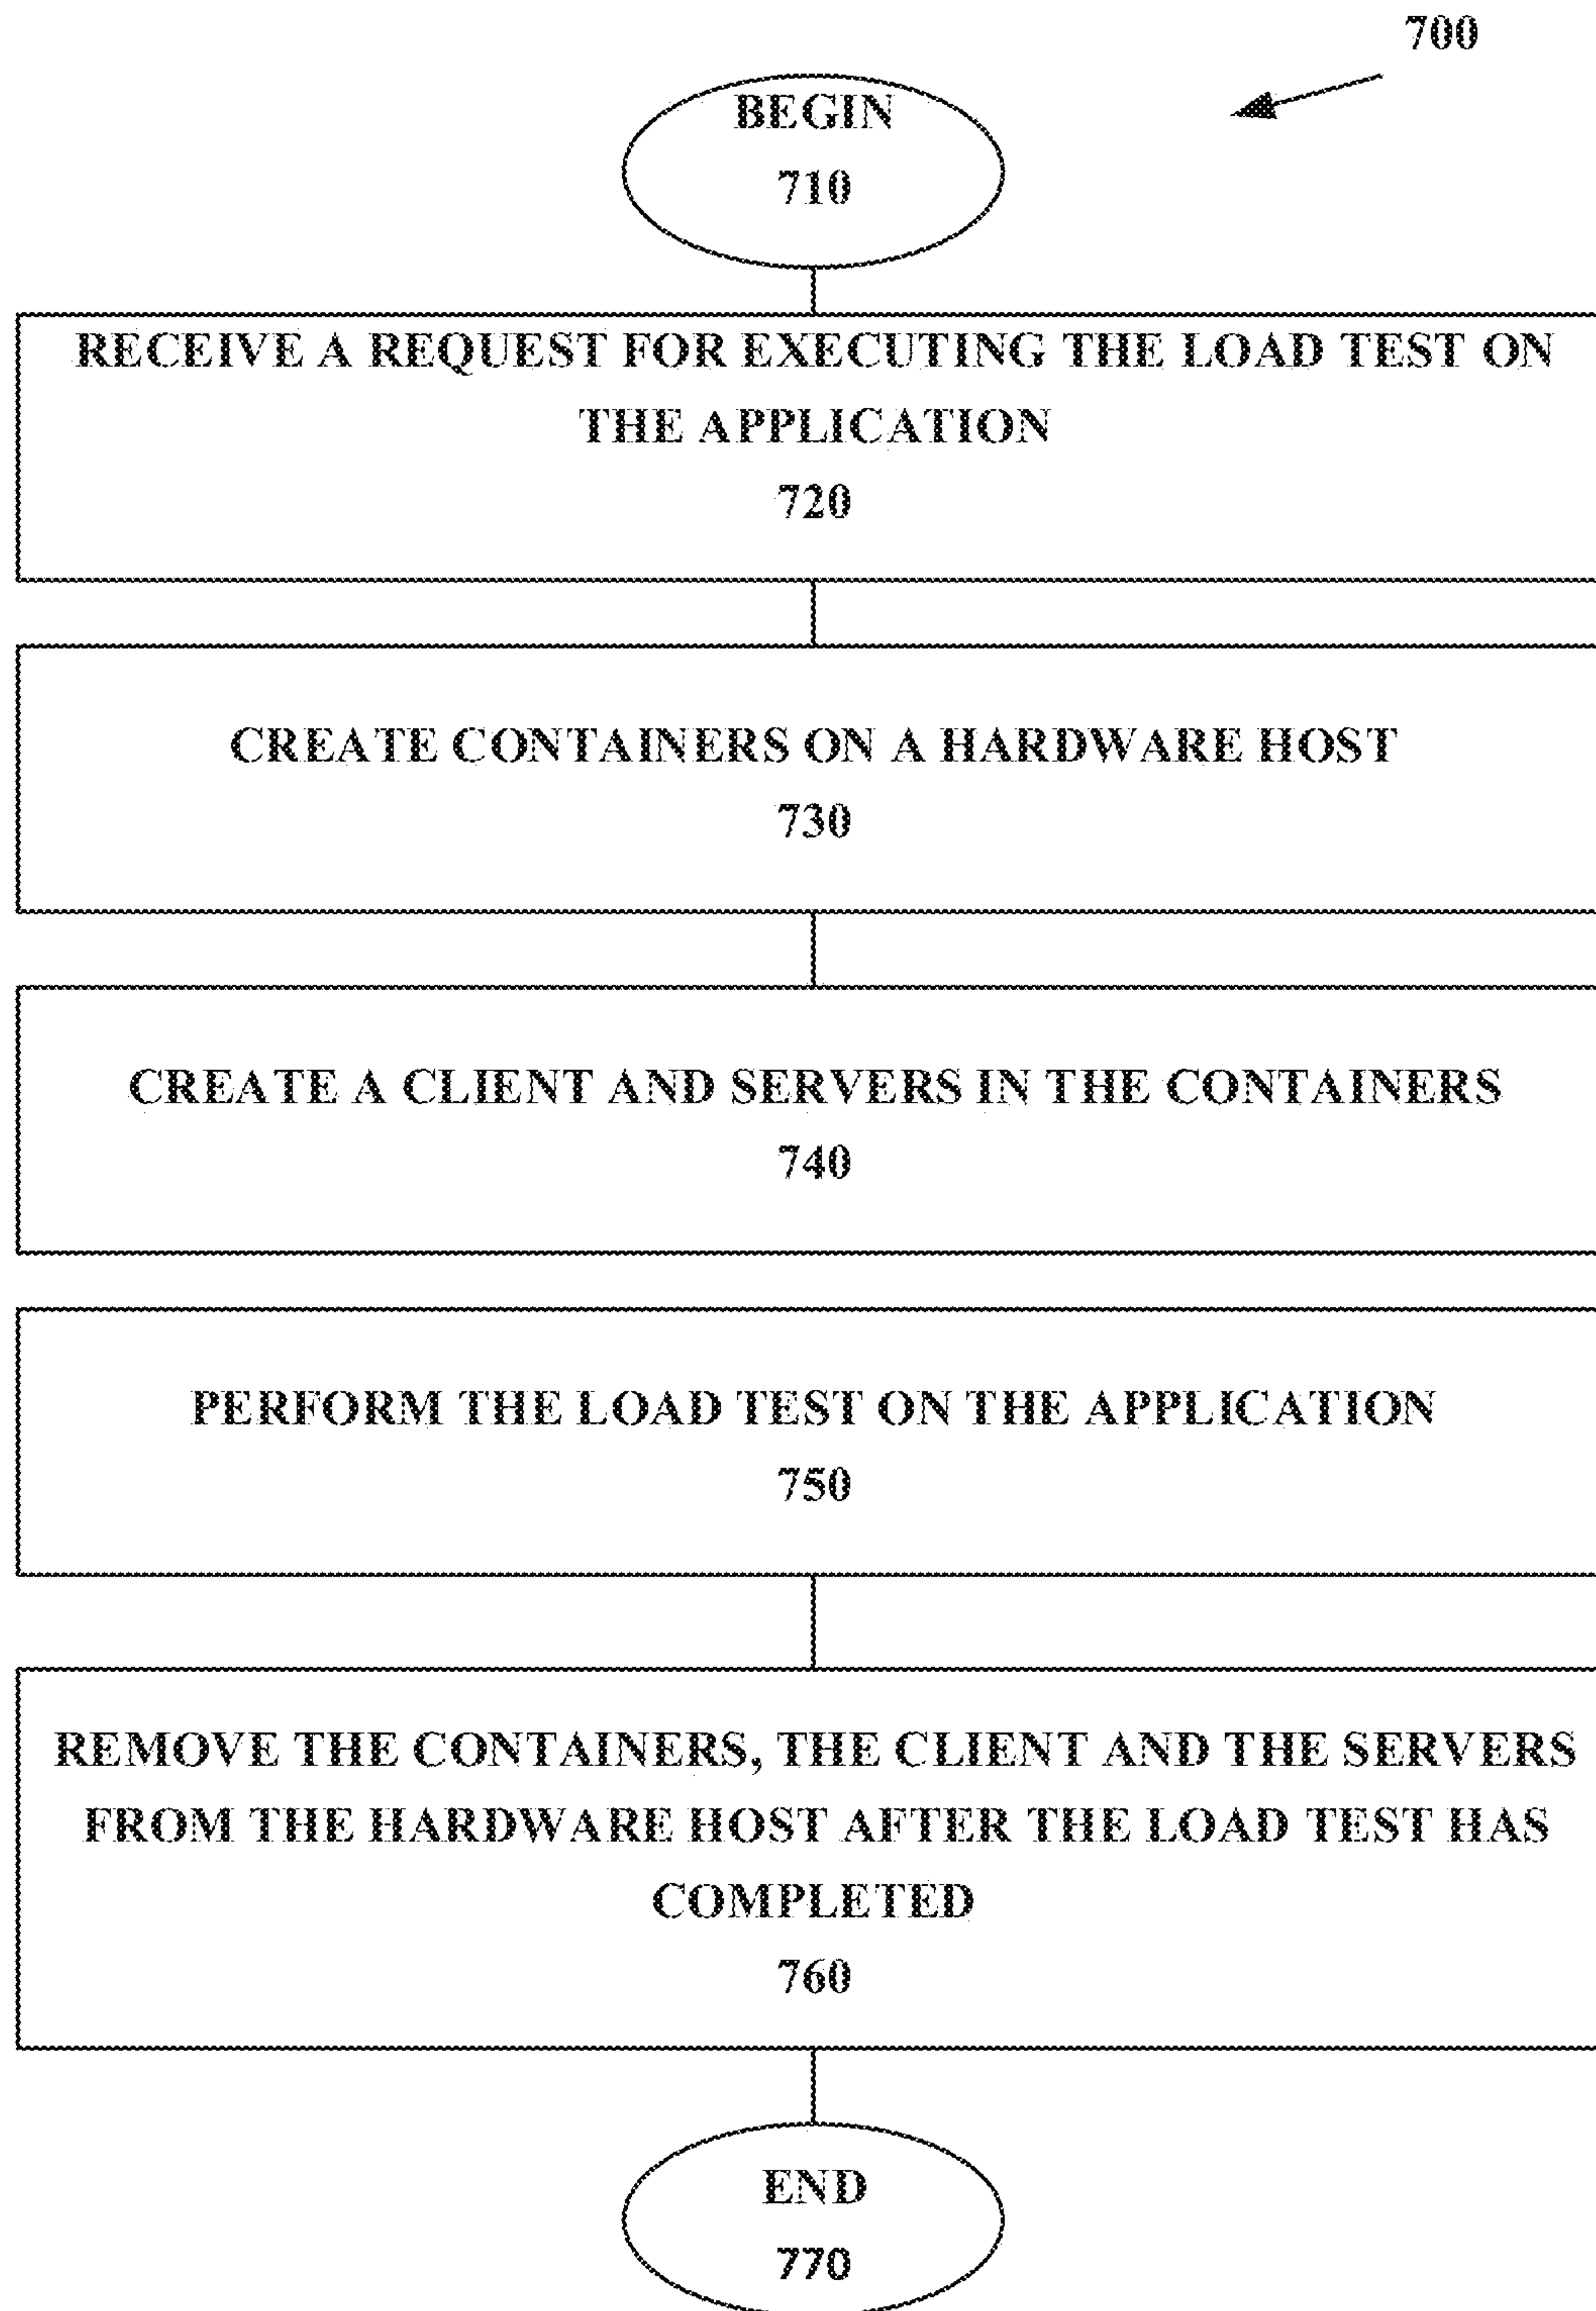 700
BEGIN
710
RECEIVE A REQUEST FOR EXECUTING THE LOAD TEST ON
THE APPLICATION
720
CREATE CONTAINERS ON A HARDWARE HOST
730
CREATE A CLIENT AND SERVERS IN THE CONTAINERS
740
PERFORM THE LOAD TEST ON THE APPLICATION
750
REMOVE THE CONTAINERS, THE CLIENT AND THE SERVERS
FROM THE HARDWARE HOST AFTER THE LOAD TEST HAS
COMPLETED
760
END
770